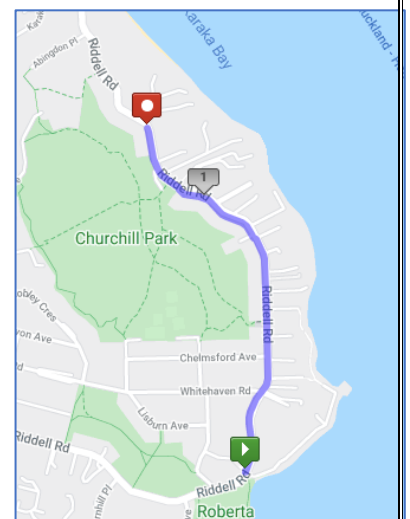 Karaka Bay
Abingdon Pl
Riddell Rd
1
Riddell Rd
Churchill Park
Riddell Rd
Chelmsford Ave
Whitehaven Rd
Lisburn Ave
Riddell Rd
Riddell Rd
Roberta